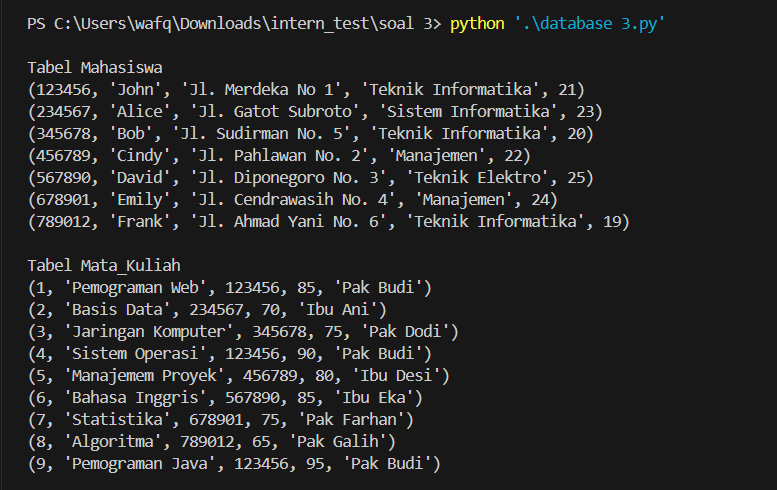 PS C:\Users\wafq\Downloads\intern_test\soal 3> python '.\database 3.py'
Tabel Mahasiswa
(123456, 'John', 'Jl. Merdeka No 1', 'Teknik Informatika', 21)
(234567, 'Alice', 'Jl. Gatot Subroto', 'Sistem Informatika', 23)
(345678, 'Bob', 'Jl. Sudirman No. 5', 'Teknik Informatika', 20)
(456789, 'Cindy', 'Jl. Pahlawan No. 2', 'Manajemen', 22)
(567890, 'David', 'Jl. Diponegoro No. 3', 'Teknik Elektro', 25)
(678901, 'Emily', 'Jl. Cendrawasih No. 4', 'Manajemen', 24)
(789012, 'Frank', 'Jl. Ahmad Yani No. 6', 'Teknik Informatika', 19)
Tabel Mata_Kuliah
(1, 'Pemograman Web', 123456, 85, 'Pak Budi')
(2, 'Basis Data', 234567, 70, 'Ibu Ani')
(3, 'Jaringan Komputer', 345678, 75, 'Pak Dodi')
(4, 'Sistem Operasi', 123456, 90, 'Pak Budi')
(5, 'Manajemem Proyek', 456789, 80, 'Ibu Desi')
(6, 'Bahasa Inggris', 567890, 85, 'Ibu Eka')
(7, 'Statistika', 678901, 75, 'Pak Farhan')
(8, 'Algoritma', 789012, 65, 'Pak Galih')
(9, 'Pemograman Java', 123456, 95, 'Pak Budi')